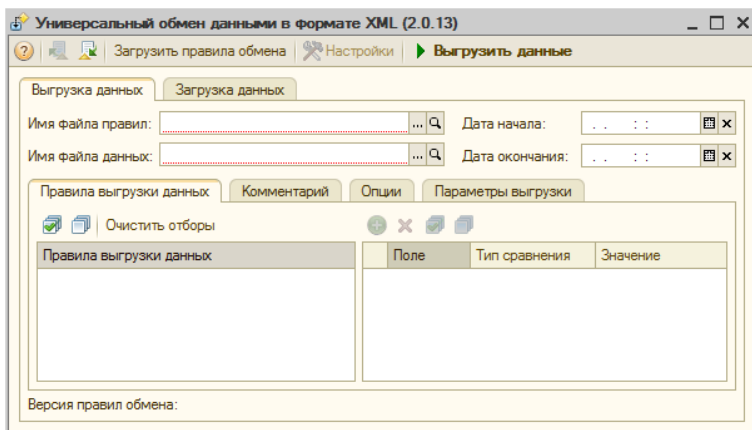 Универсальный обмен данными в формате XML (2.0.13)
Загрузить правила обмена Настройки Выгрузить данные
Выгрузка данных Загрузка данных
Имя файла правил: ... Дата начала: . . : :
Имя файла данных: ... Дата окончания: . . : :
Правила выгрузки данных Комментарий Опции Параметры выгрузки
Очистить отборы
Правила выгрузки данных Поле Тип сравнения Значение
Версия правил обмена: